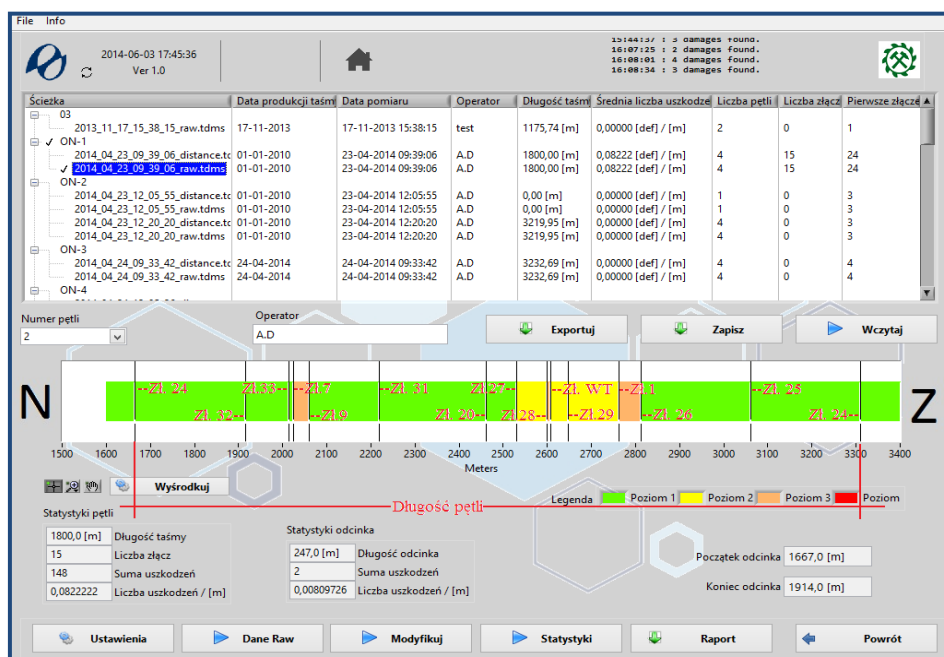 File Info
2014-06-03 17:45:36
Ver 1.0
15:44:37 : 3 damages found.
16:07:25 : 2 damages found.
16:08:01 : 4 damages found.
16:08:34 : 3 damages found.
Ścieżka Data produkcji taśm Data pomiaru Operator Długość taśm Średnia liczba uszkodze Liczba pętli Liczba złącz Pierwsze złącze
03
2013_11_17_15_38_15_raw.tdms 17-11-2013 17-11-2013 15:38:15 test 1175,74 [m] 0,00000 [def] / [m] 2 0 1
ON-1
2014_04_23_09_39_06_distance.tc 01-01-2010 23-04-2014 09:39:06 A.D 1800,00 [m] 0,08222 [def] / [m] 4 15 24
2014_04_23_09_39_06_raw.tdms 01-01-2010 23-04-2014 09:39:06 A.D 1800,00 [m] 0,08222 [def] / [m] 4 15 24
ON-2
2014_04_23_12_05_55_distance.tc 01-01-2010 23-04-2014 12:05:55 A.D 0,00 [m] 0,00000 [def] / [m] 1 0 3
2014_04_23_12_05_55_raw.tdms 01-01-2010 23-04-2014 12:05:55 A.D 0,00 [m] 0,00000 [def] / [m] 1 0 3
2014_04_23_12_20_20_distance.tc 01-01-2010 23-04-2014 12:20:20 A.D 3219,95 [m] 0,00000 [def] / [m] 4 0 3
2014_04_23_12_20_20_raw.tdms 01-01-2010 23-04-2014 12:20:20 A.D 3219,95 [m] 0,00000 [def] / [m] 4 0 3
ON-3
2014_04_24_09_33_42_distance.tc 24-04-2014 24-04-2014 09:33:42 A.D 3232,69 [m] 0,00000 [def] / [m] 4 0 4
2014_04_24_09_33_42_raw.tdms 24-04-2014 24-04-2014 09:33:42 A.D 3232,69 [m] 0,00000 [def] / [m] 4 0 4
ON-4
Numer pętli
2
Operator
A.D
Exportuj Zapisz Wczytaj
N
--Zł. 24 Zł.33-- --Zł.7 --Zł. 31 Zł.27-- --Zł. WT --Zł.1 --Zł. 25
Zł. 32-- --Zł.9 Zł. 20-- Zł.28-- --Zł.29 --Zł. 26 Zł. 24--
Z
1500 1600 1700 1800 1900 2000 2100 2200 2300 2400 2500 2600 2700 2800 2900 3000 3100 3200 3300 3400
Meters
Wyśrodkuj
Długość pętli
Legenda Poziom 1 Poziom 2 Poziom 3 Poziom
Statystyki pętli
1800,0 [m] Długość taśmy
15 Liczba złącz
148 Suma uszkodzeń
0,0822222 Liczba uszkodzeń / [m]
Statystyki odcinka
247,0 [m] Długość odcinka
2 Suma uszkodzeń
0,00809726 Liczba uszkodzeń / [m]
Początek odcinka 1667,0 [m]
Koniec odcinka 1914,0 [m]
Ustawienia Dane Raw Modyfikuj Statystyki Raport Powrót